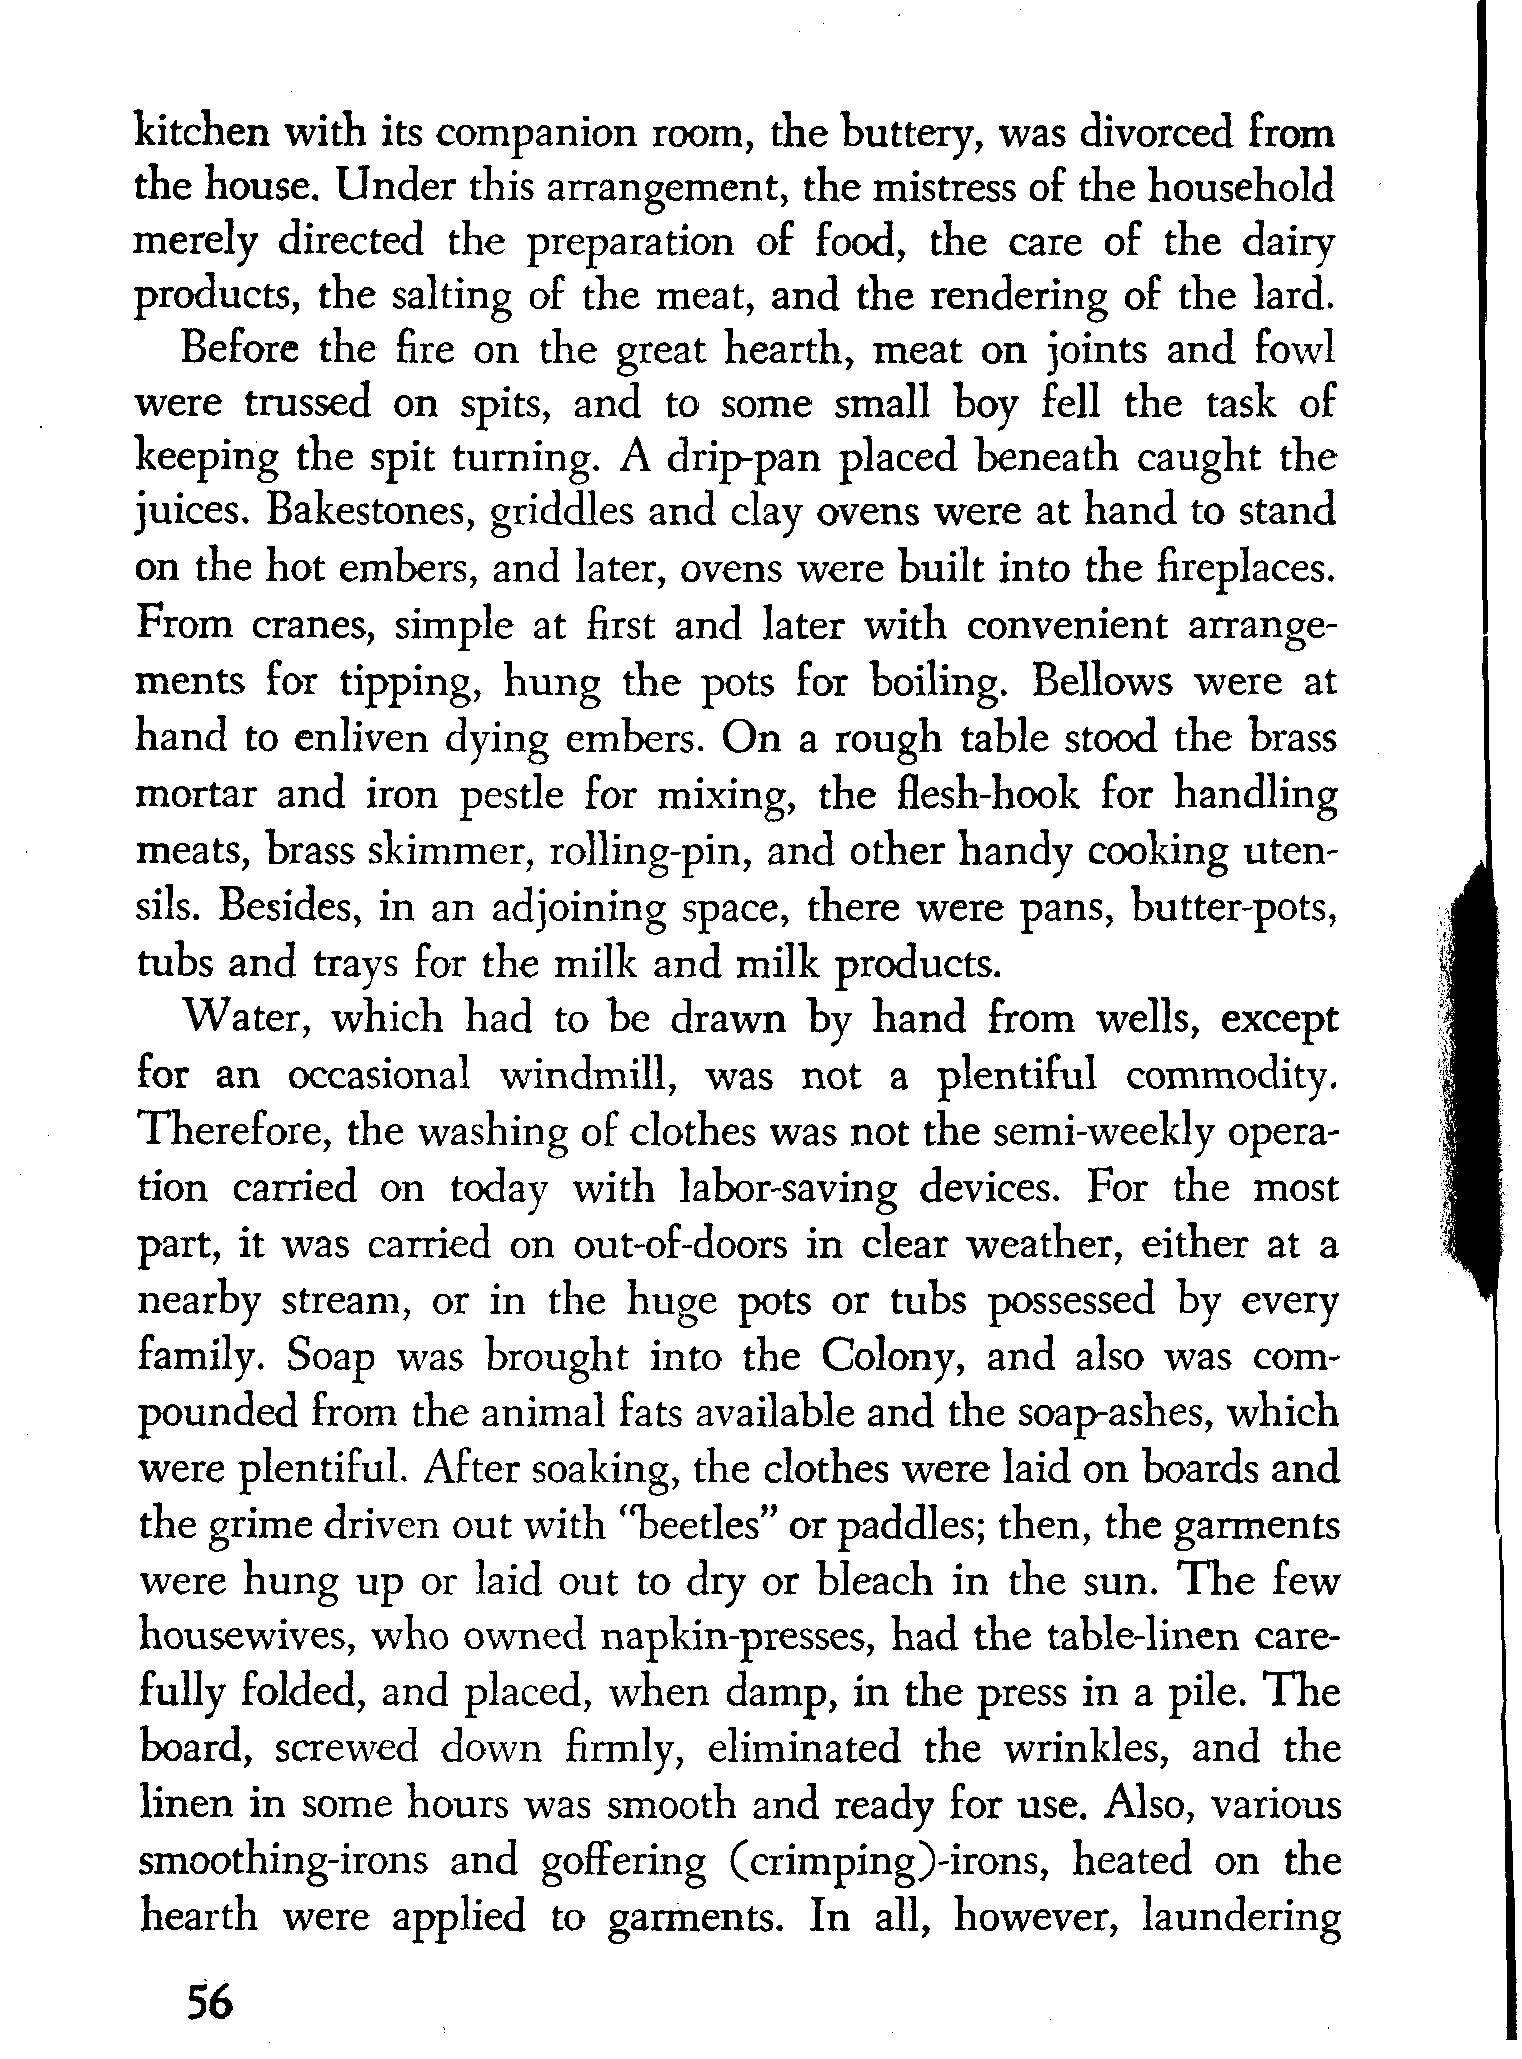 kitchen with its companion room, the buttery, was divorced from
the house. Under this arrangement, the mistress of the household
merely directed the preparation of food, the care of the dairy
products, the salting of the meat, and the rendering of the lard.
Before the fire on the great hearth, meat on joints and fowl
were trussed on spits, and to some small boy fell the task of
keeping the spit turning. A drip-pan placed beneath caught the
juices. Bakestones, griddles and clay ovens were at hand to stand
on the hot embers, and later, ovens were built into the fireplaces.
From cranes, simple at first and later with convenient arrange-
ments for tipping, hung the pots for boiling. Bellows were at
hand to enliven dying embers. On a rough table stood the brass
mortar and iron pestle for mixing, the flesh-hook for handling
meats, brass skimmer, rolling-pin, and other handy cooking uten-
sils. Besides, in an adjoining space, there were pans, butter-pots,
tubs and trays for the milk and milk products.
Water, which had to be drawn by hand from wells, except
for an occasional windmill, was not a plentiful commodity.
Therefore, the washing of clothes was not the semi-weekly opera-
tion carried on today with labor-saving devices. For the most
part, it was carried on out-of-doors in clear weather, either at a
nearby stream, or in the huge pots or tubs possessed by every
family. Soap was brought into the Colony, and also was com-
pounded from the animal fats available and the soap-ashes, which
were plentiful. After soaking, the clothes were laid on boards and
the grime driven out with "beetles" or paddles; then, the garments
were hung up or laid out to dry or bleach in the sun. The few
housewives, who owned napkin-presses, had the table-linen care-
fully folded, and placed, when damp, in the press in a pile. The
board, screwed down firmly, eliminated the wrinkles, and the
linen in some hours was smooth and ready for use. Also, various
smoothing-irons and goffering (crimping)-irons, heated on the
hearth were applied to garments. In all, however, laundering
56